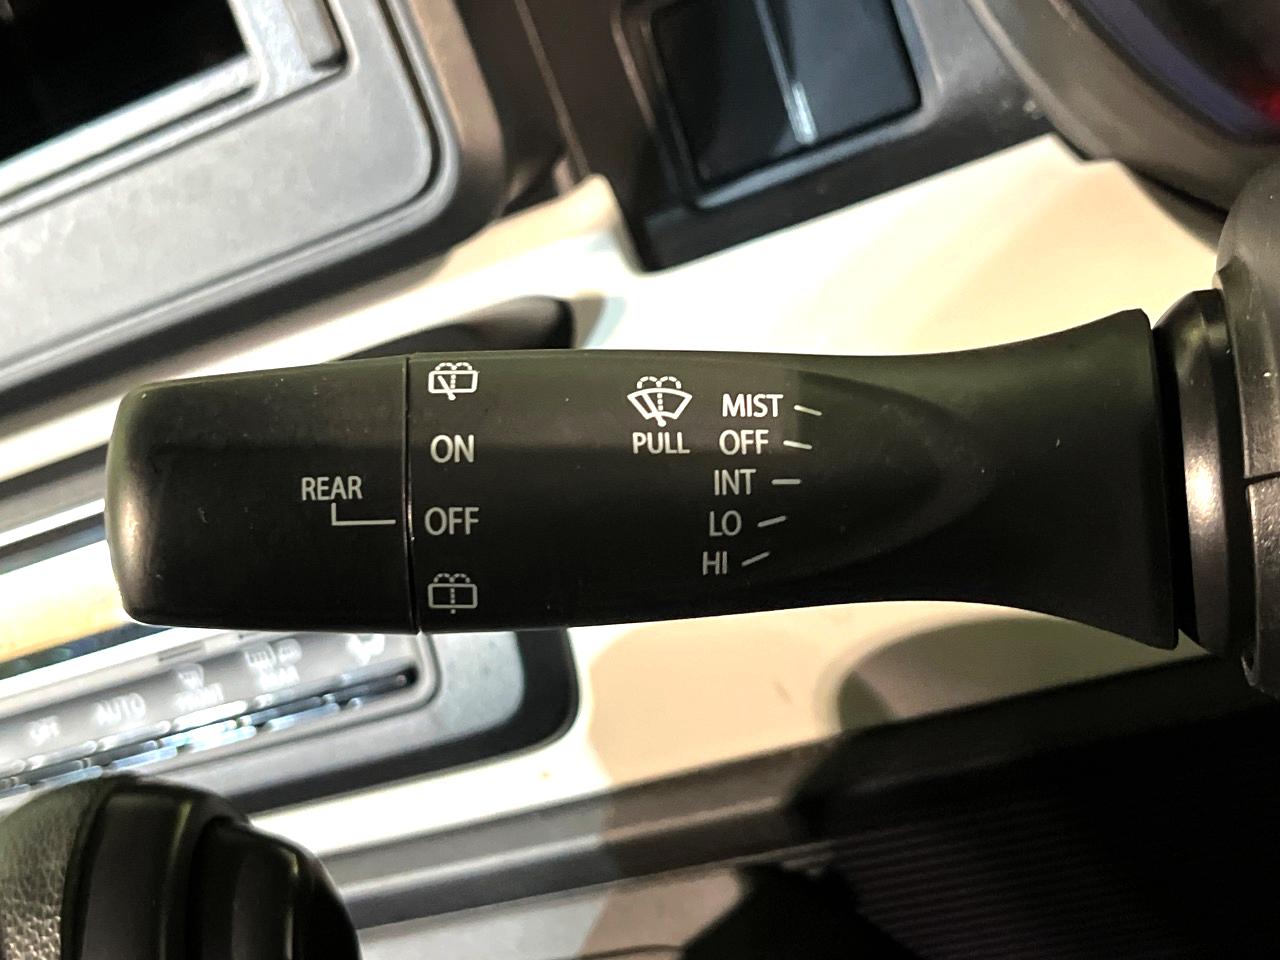 ON
REAR
OFF
PULL
MIST
OFF
INT
LO
HI
OFF
AUTO